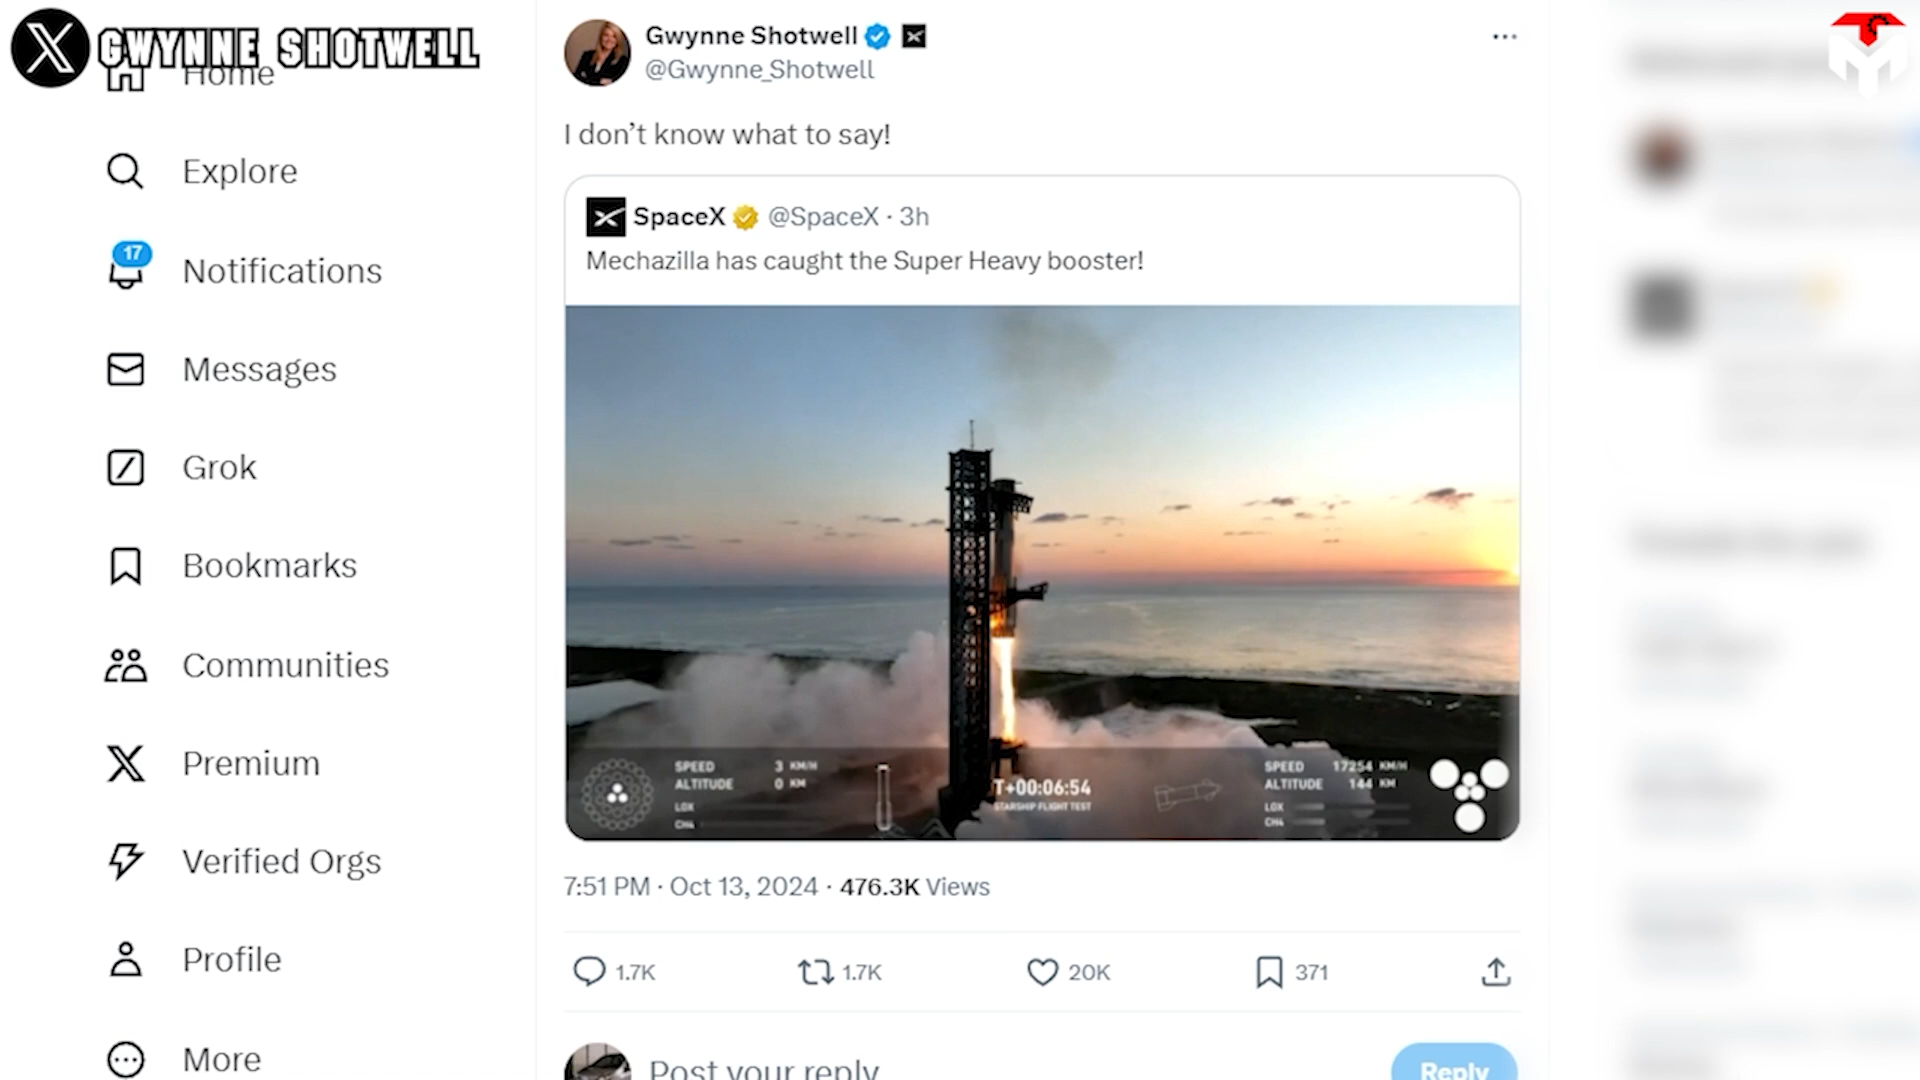 GWYNNE SHOTWELL
Home
Explore
17
Notifications
Messages
Grok
Bookmarks
Communities
Premium
Verified Orgs
Profile
More
Gwynne Shotwell
@Gwynne_Shotwell
I don’t know what to say!
SpaceX @SpaceX · 3h
Mechazilla has caught the Super Heavy booster!
SPEED 3 KM/H
ALTITUDE 0 KM
LOX
CH4
T+00:06:54
STARSHIP FLIGHT TEST
SPEED 17254 KM/H
ALTITUDE 144 KM
LOX
CH4
7:51 PM · Oct 13, 2024 · 476.3K Views
1.7K 1.7K 20K 371
Post your reply
Reply